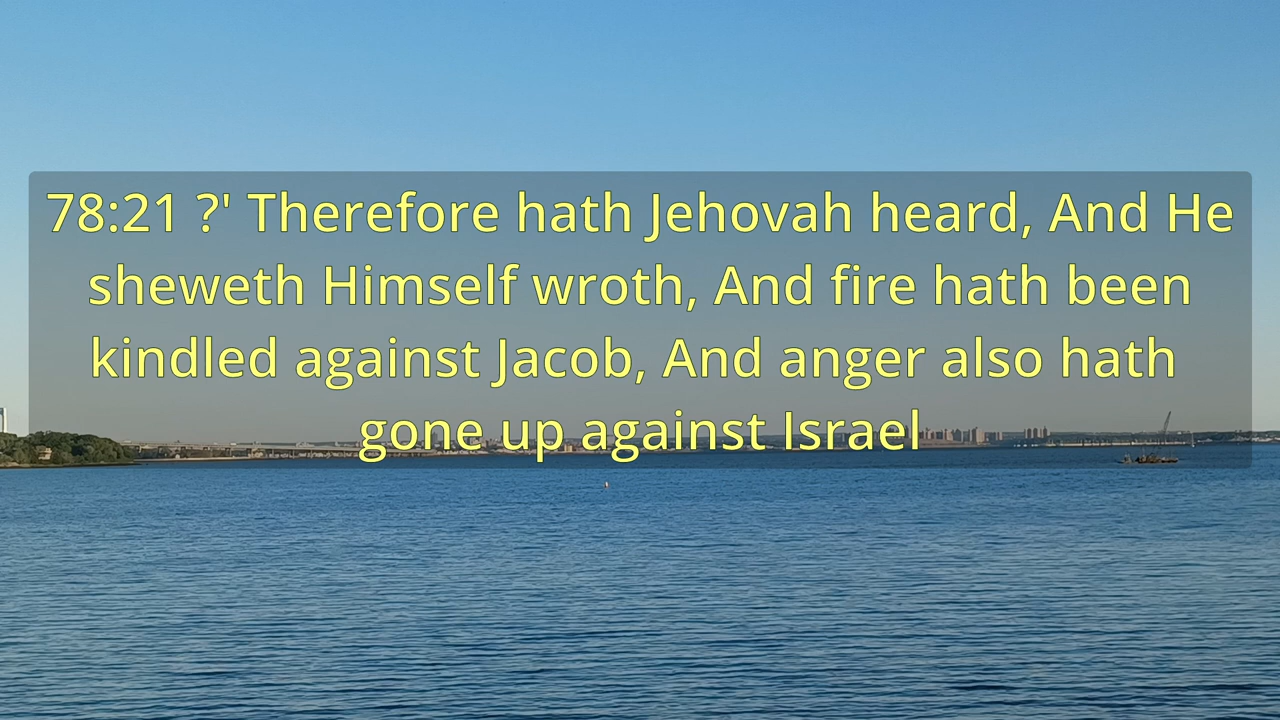 78:21 ?' Therefore hath Jehovah heard, And He
sheweth Himself wroth, And fire hath been
kindled against Jacob, And anger also hath
gone up against Israel